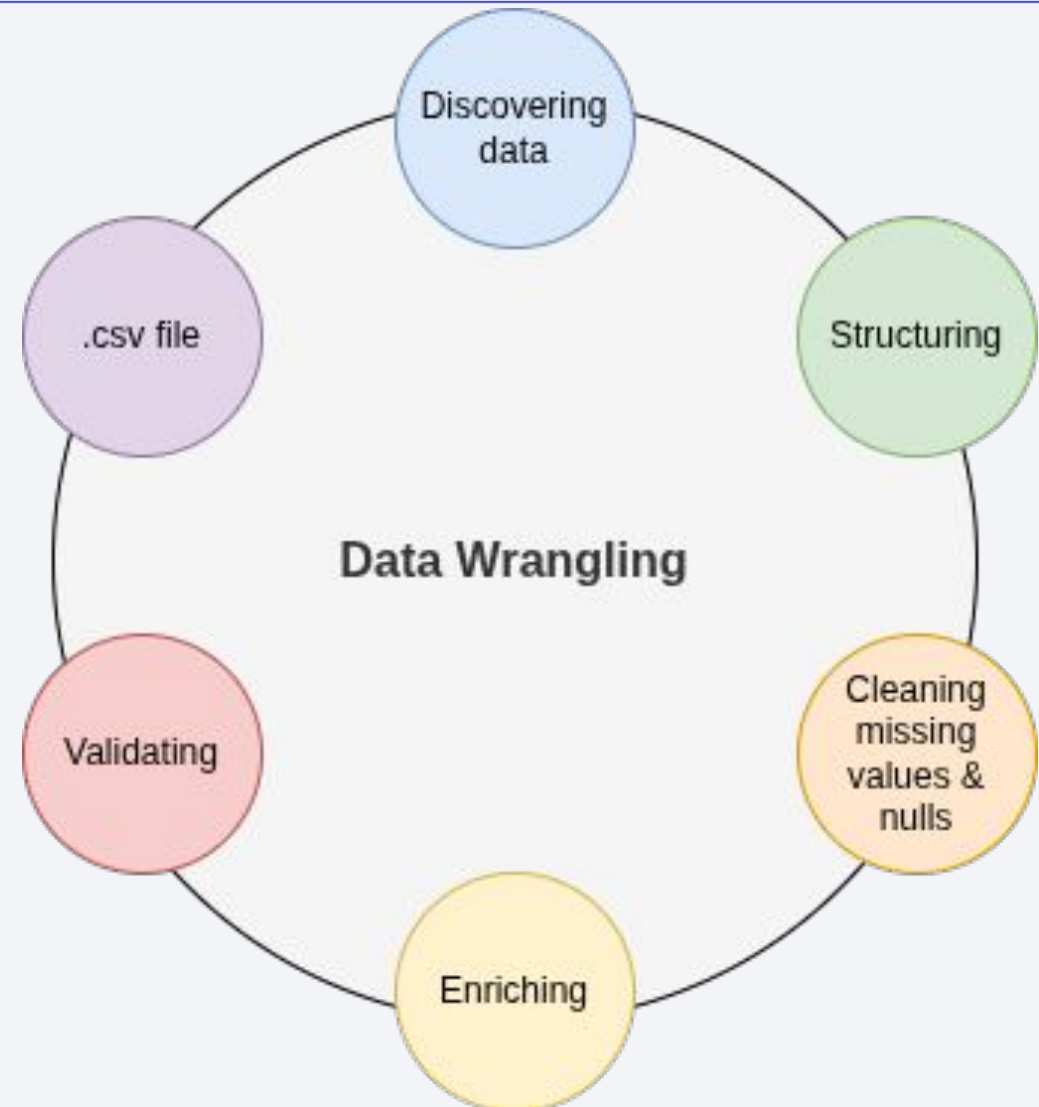 Discovering
data
Structuring
Cleaning
missing
values &
nulls
Enriching
Validating
.csv file
Data Wrangling